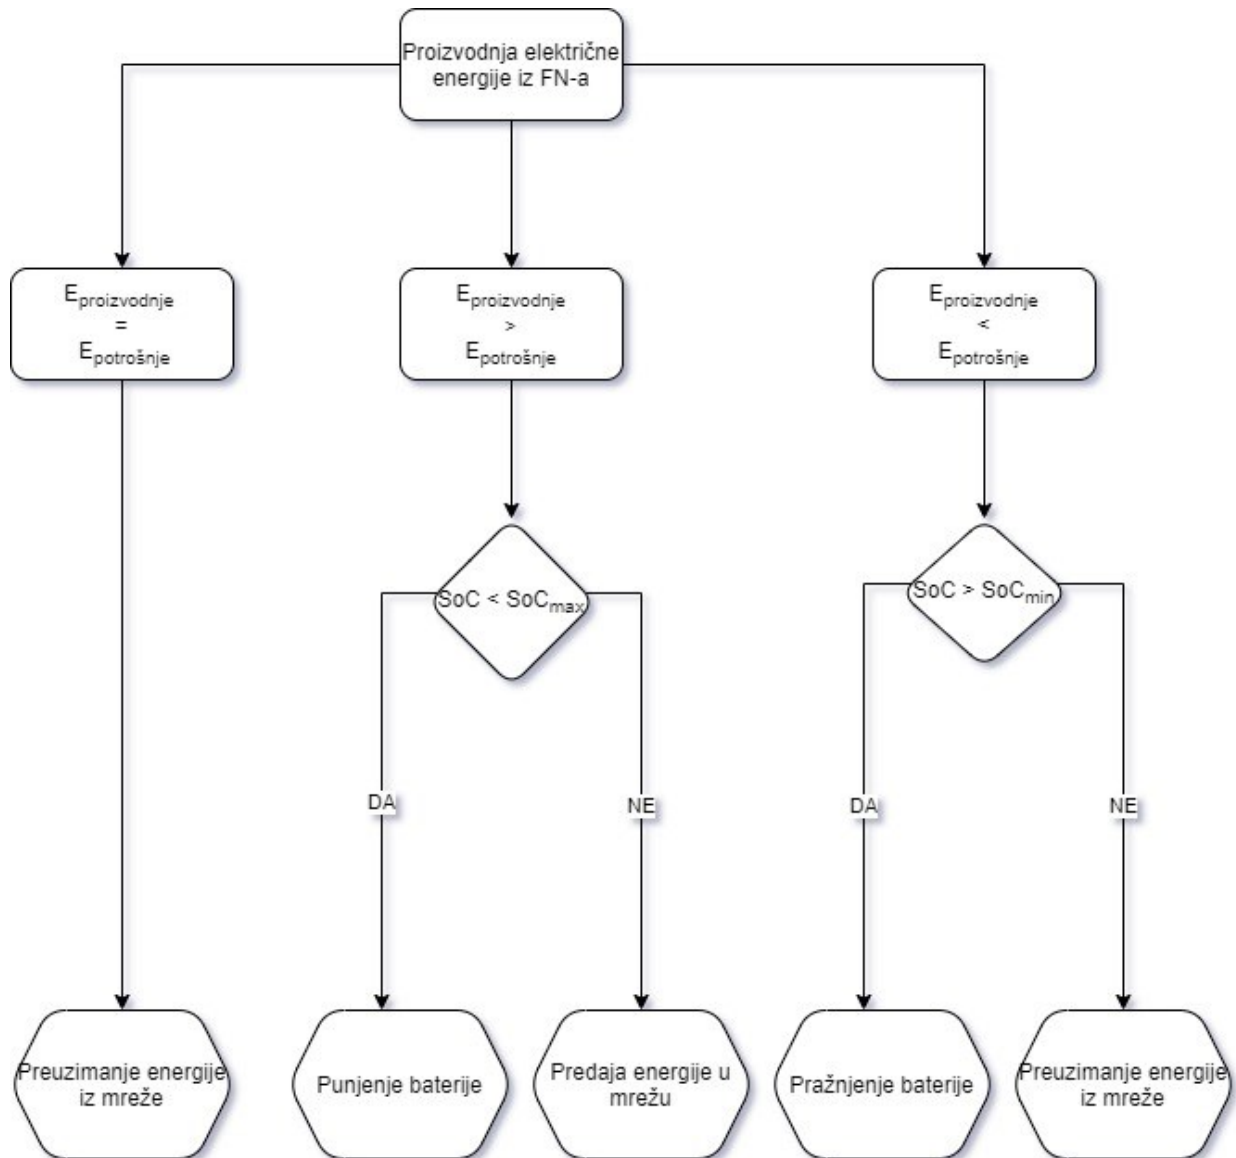 Proizvodnja električne
energije iz FN-a
Eproizvodnje
=
Epotrošnje
Eproizvodnje
>
Epotrošnje
Eproizvodnje
<
Epotrošnje
SoC < SoCmax
SoC > SoCmin
DA
NE
DA
NE
Preuzimanje energije
iz mreže
Punjenje baterije
Predaja energije u
mrežu
Pražnjenje baterije
Preuzimanje energije
iz mreže